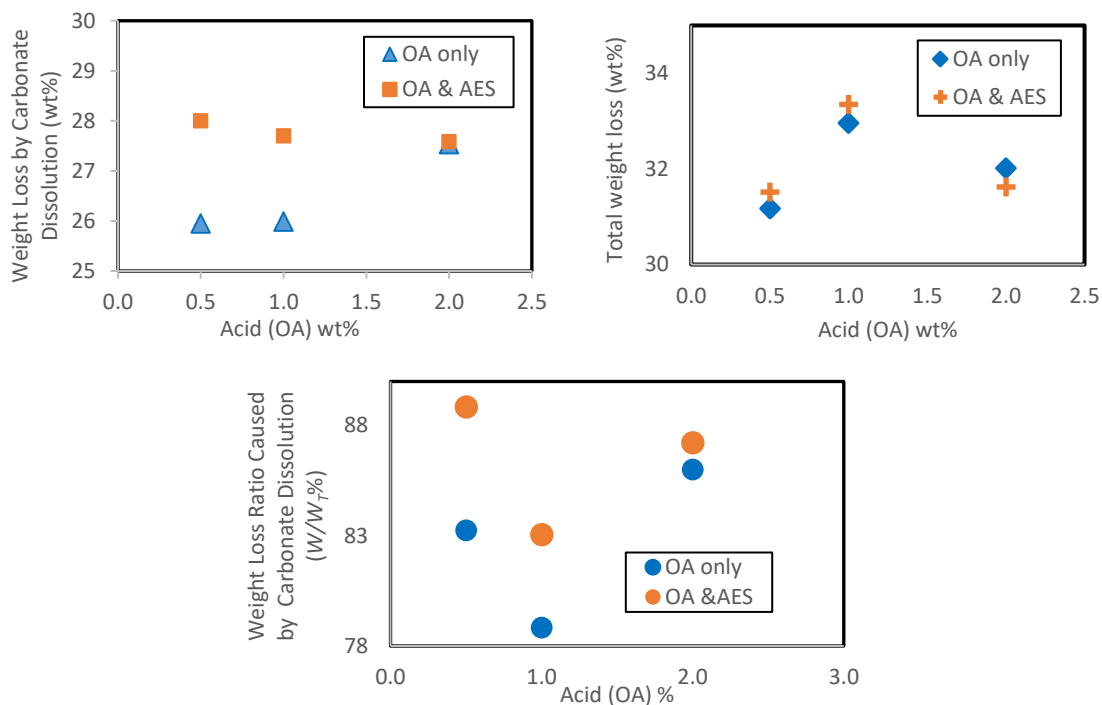 Weight Loss by Carbonate
Dissolution (wt%)
30
29
28
27
26
25
0.0 0.5 1.0 1.5 2.0 2.5
Acid (OA) wt%
OA only
OA & AES
Total weight loss (wt%)
34
32
30
0.0 0.5 1.0 1.5 2.0 2.5
Acid (OA) wt%
OA only
OA & AES
Weight Loss Ratio Caused
by Carbonate Dissolution
(W/W_T%)
88
83
78
0.0 1.0 2.0 3.0
Acid (OA) %
OA only
OA &AES